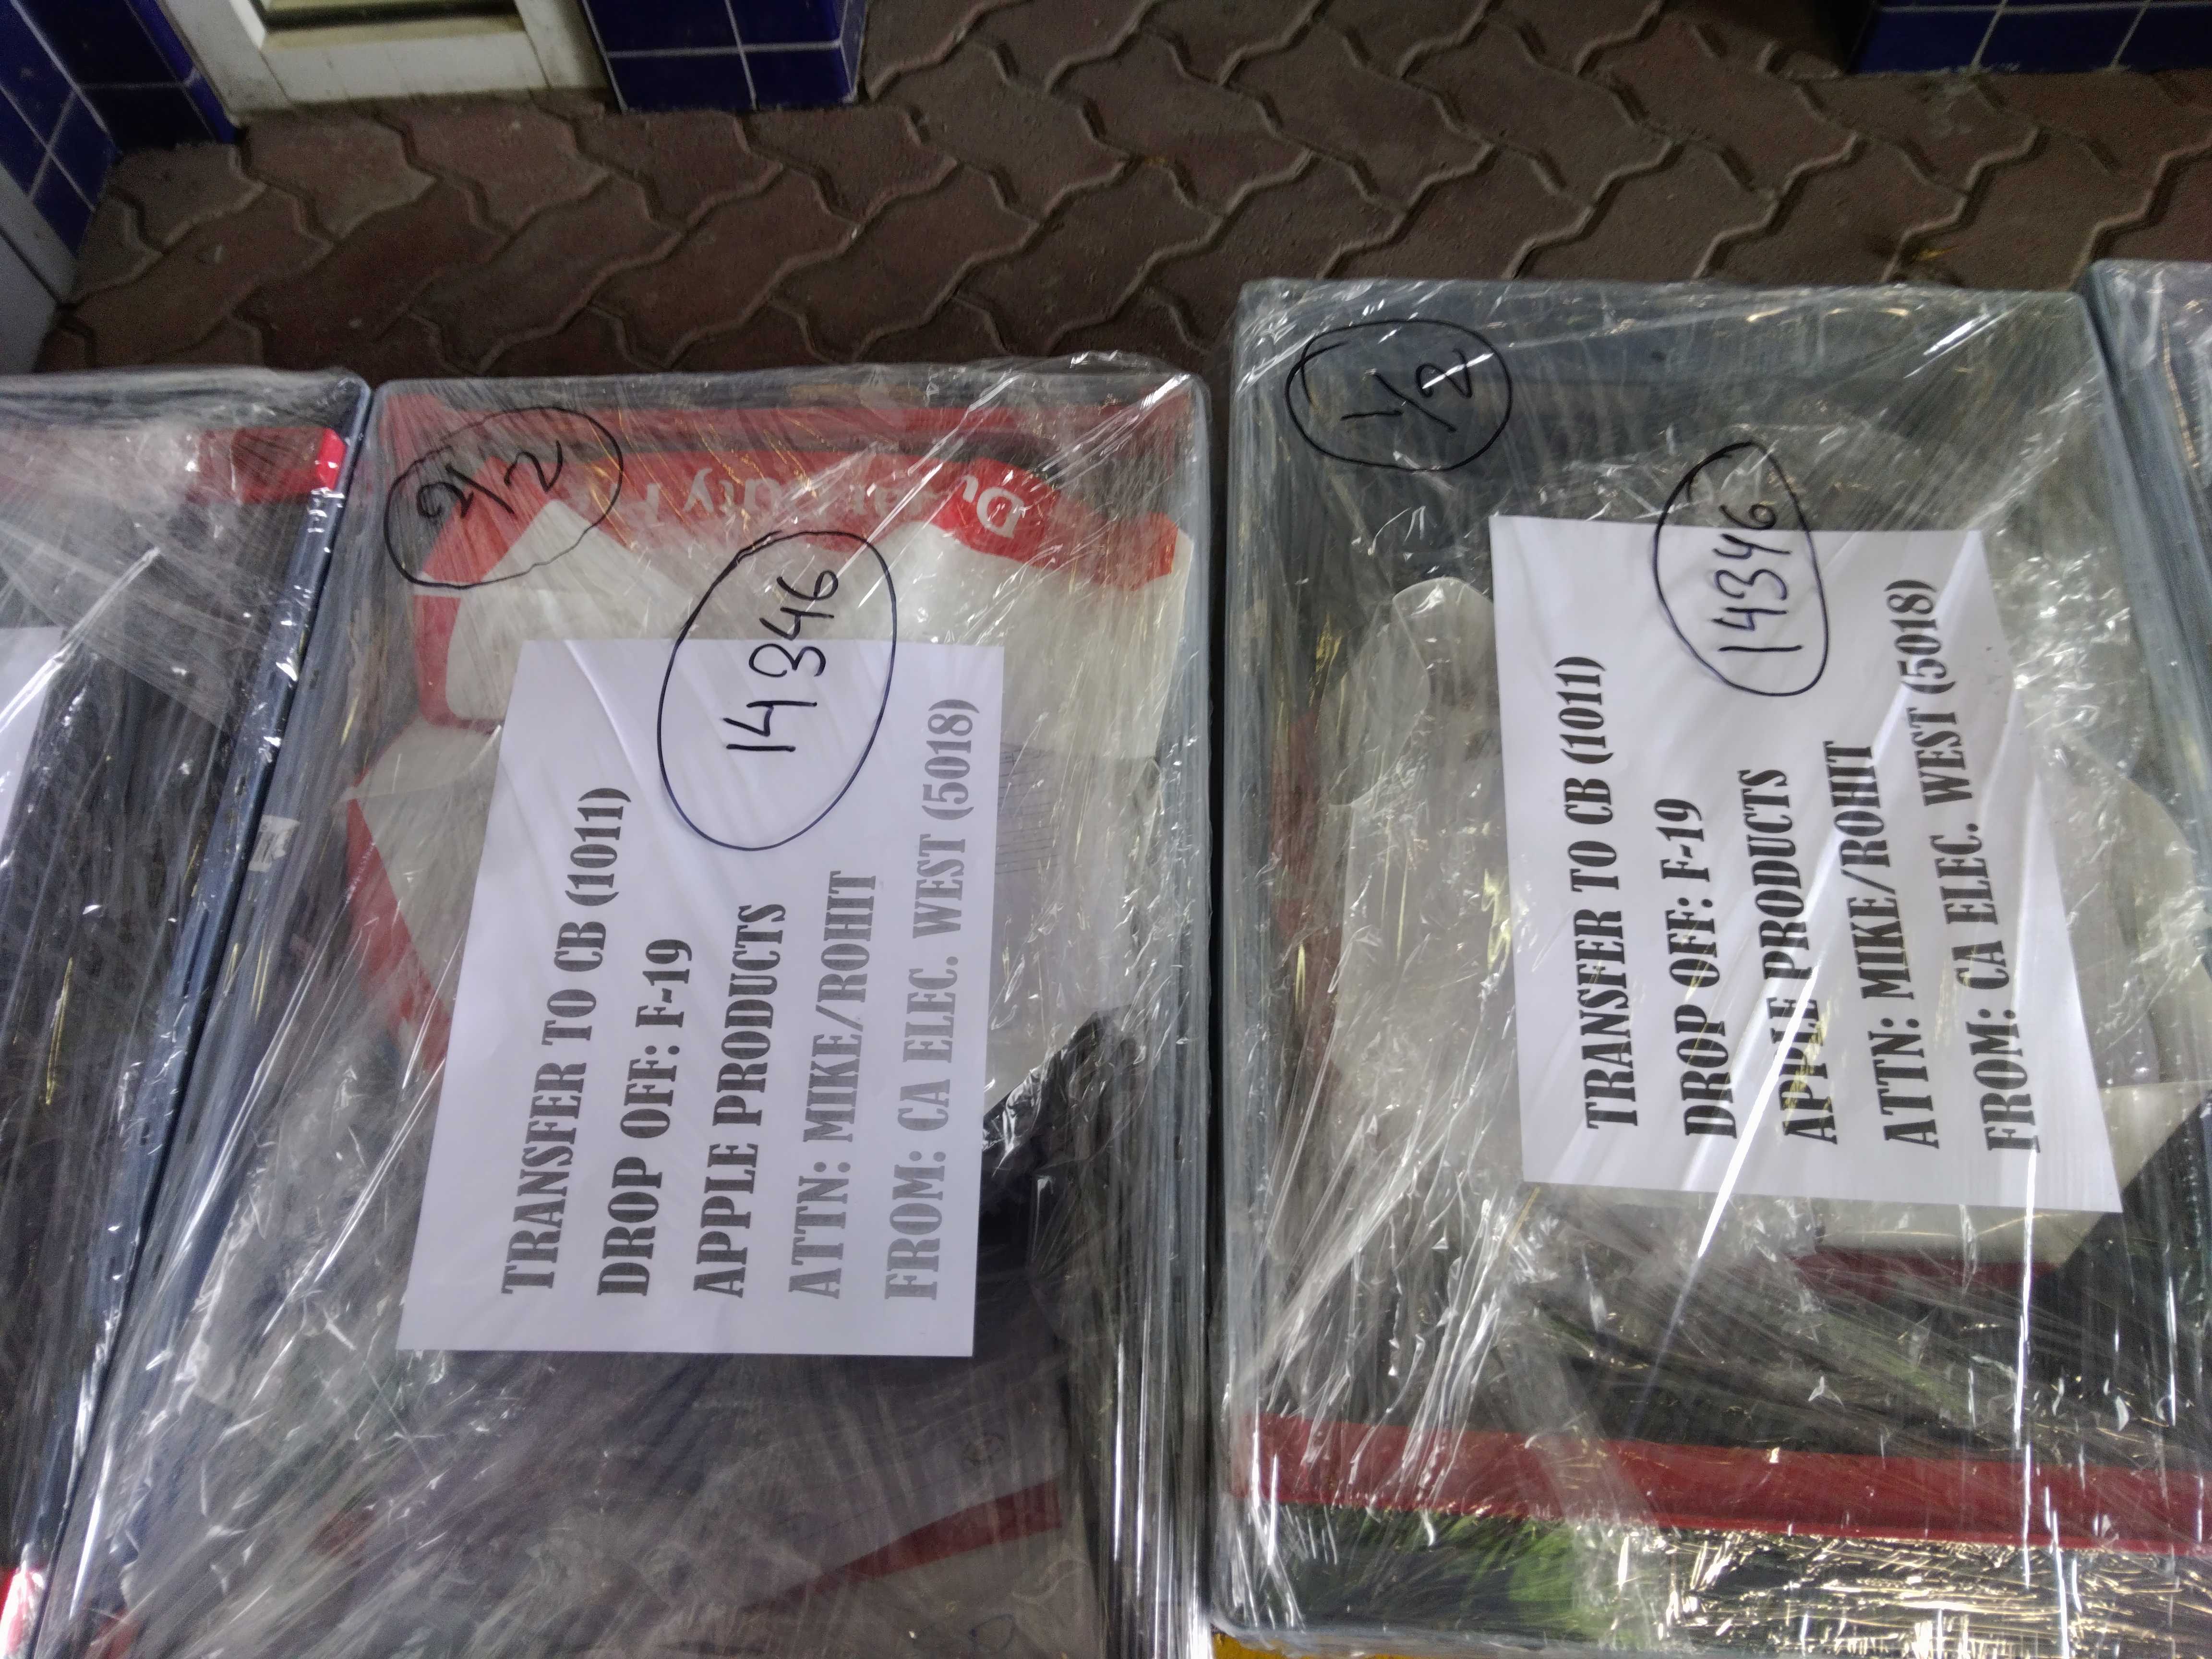 2/2
14346
TRANSFER TO CB (1011)
DROP OFF: F-19
APPLE PRODUCTS
ATTN: MIKE/ROHIT
FROM: CA ELEC. WEST (5018)
1/2
14346
TRANSFER TO CB (1011)
DROP OFF: F-19
APPLE PRODUCTS
ATTN: MIKE/ROHIT
FROM: CA ELEC. WEST (5018)